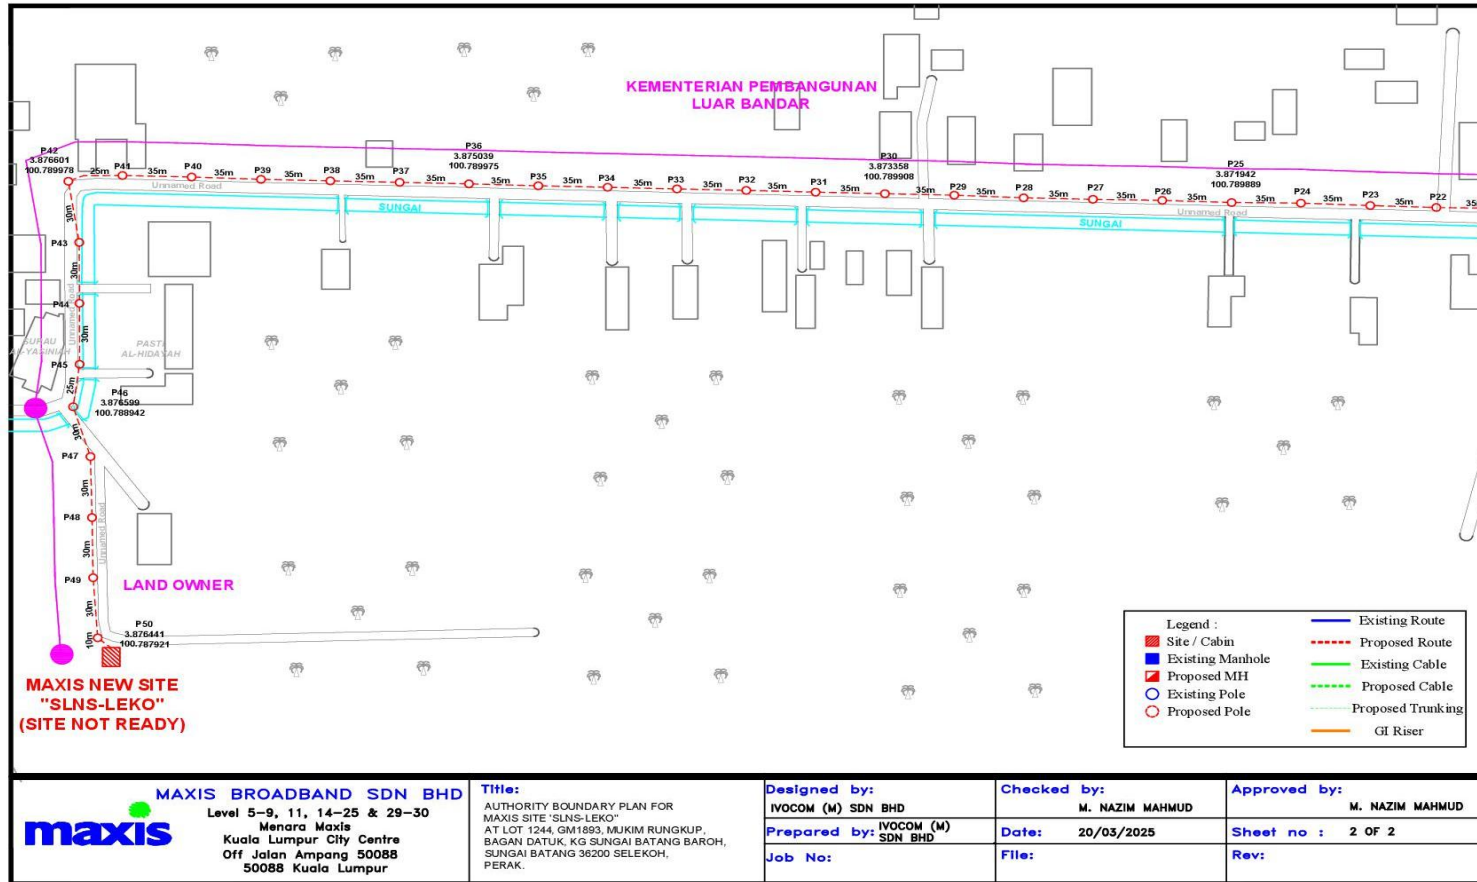 KEMENTERIAN PEMBANGUNAN
LUAR BANDAR
P42
3.876601
100.789978
25m
P41
35m
P40
35m
P39
35m
P38
35m
P37
35m
P36
3.875039
100.789975
35m
P35
35m
P34
35m
P33
35m
P32
35m
P31
35m
P30
3.873358
100.789908
35m
P29
35m
P28
35m
P27
35m
P26
35m
P25
3.871942
100.789889
35m
P24
35m
P23
35m
P22
Unnamed Road
SUNGAI
SUNGAI
Unnamed Road
30m
P43
30m
P44
Unnamed Road
30m
SURAU
AL-YASINIAH
PASTI
AL-HIDAYAH
P45
25m
P46
3.876599
100.788942
30m
P47
30m
P48
Unnamed Road
30m
P49
LAND OWNER
30m
P50
3.876441
100.787921
10m
MAXIS NEW SITE
"SLNS-LEKO"
(SITE NOT READY)
Legend :
Site / Cabin
Existing Manhole
Proposed MH
Existing Pole
Proposed Pole
Existing Route
Proposed Route
Existing Cable
Proposed Cable
Proposed Trunking
GI Riser
maxis
MAXIS BROADBAND SDN BHD
Level 5-9, 11, 14-25 & 29-30
Menara Maxis
Kuala Lumpur City Centre
Off Jalan Ampang 50088
50088 Kuala Lumpur
Title:
AUTHORITY BOUNDARY PLAN FOR
MAXIS SITE 'SLNS-LEKO"
AT LOT 1244, GM1893, MUKIM RUNGKUP,
BAGAN DATUK, KG SUNGAI BATANG BAROH,
SUNGAI BATANG 36200 SELEKOH,
PERAK.
Designed by:
IVOCOM (M) SDN BHD
Prepared by: IVOCOM (M)
SDN BHD
Job No:
Checked by:
M. NAZIM MAHMUD
Date: 20/03/2025
File:
Approved by:
M. NAZIM MAHMUD
Sheet no : 2 OF 2
Rev: